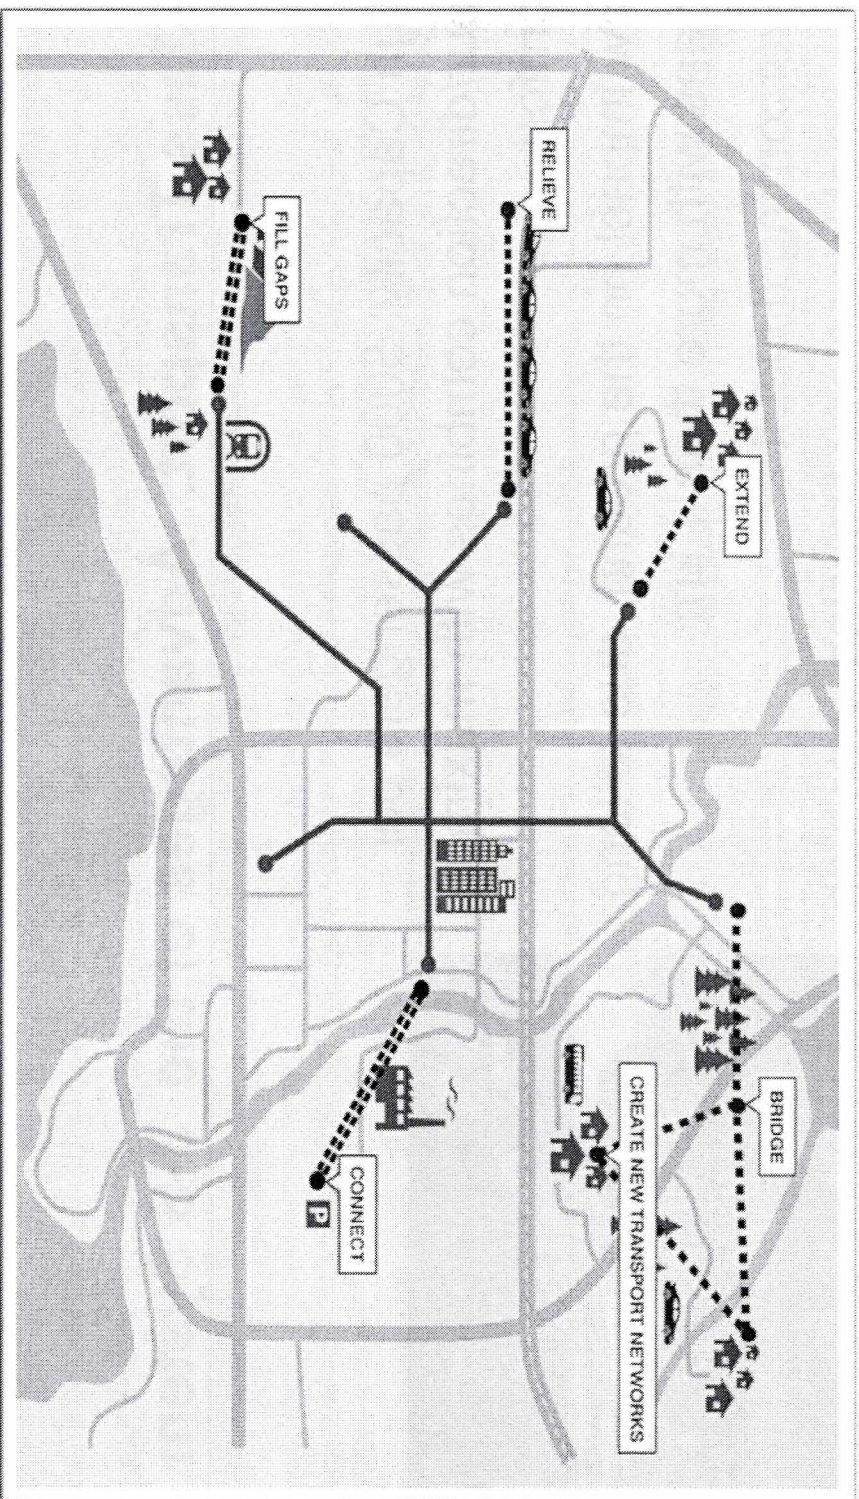 EXTEND
BRIDGE
RELIEVE
CREATE NEW TRANSPORT NETWORKS
FILL GAPS
CONNECT
P